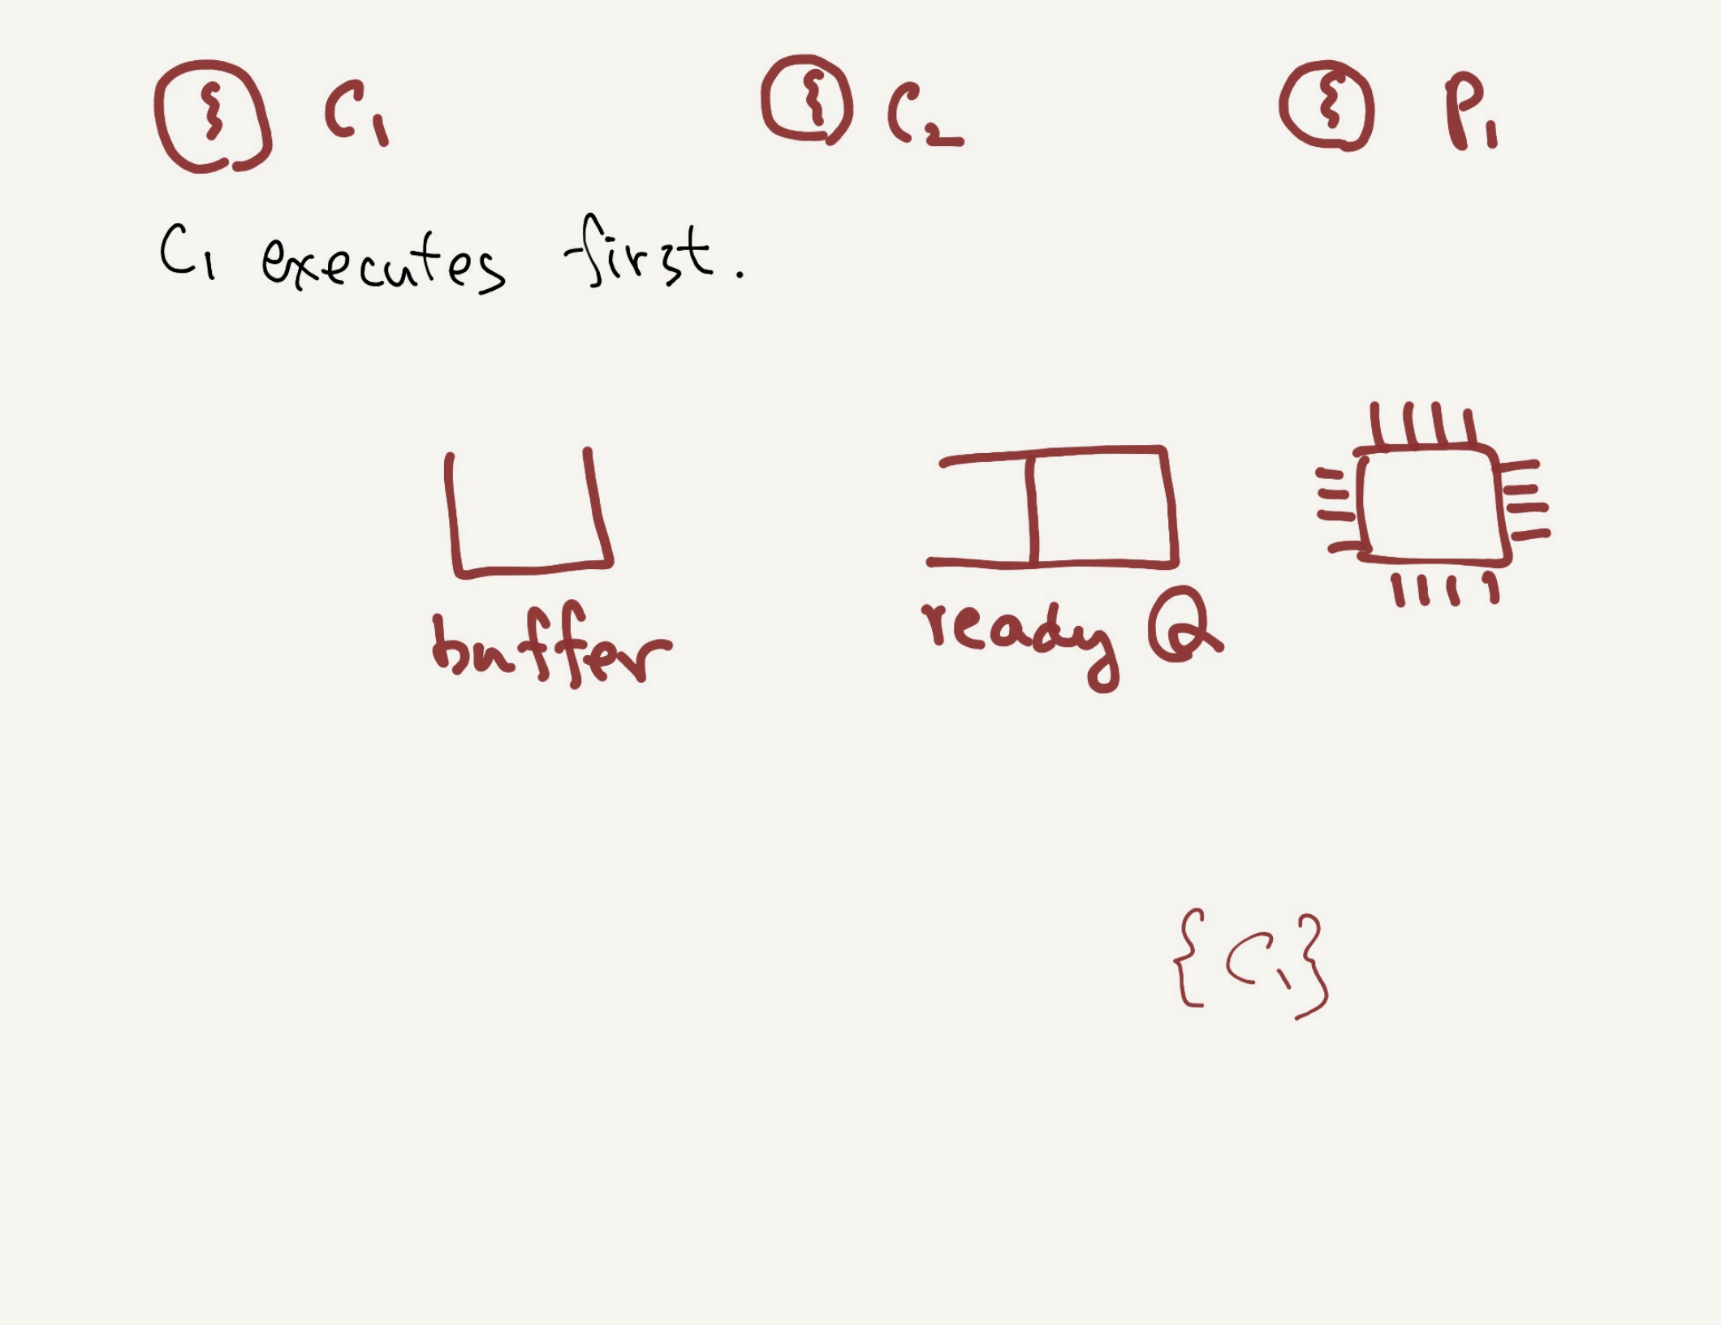 C₁ C₂ P₁
C₁ executes first.
buffer ready Q
{C₁}